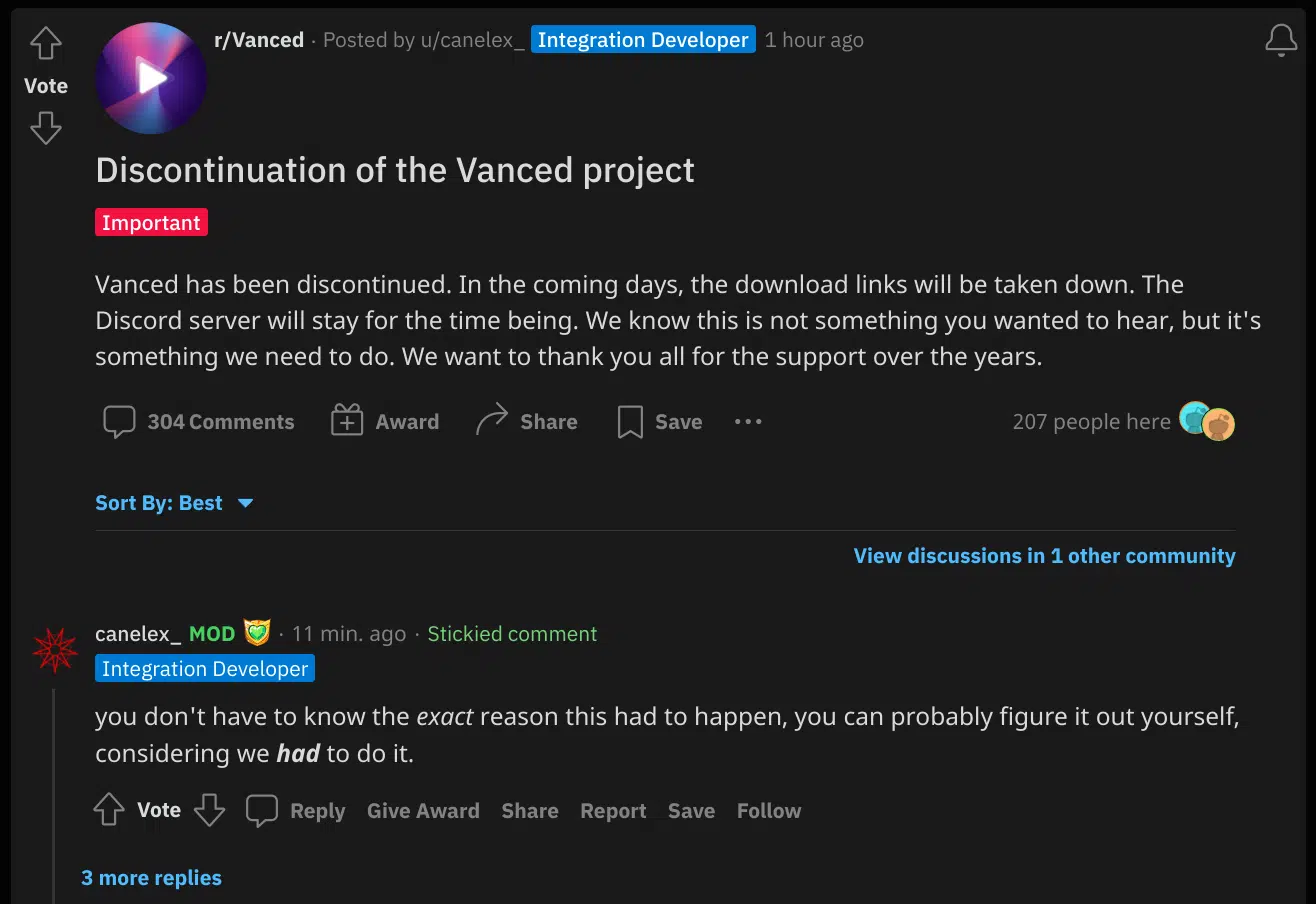 r/Vanced · Posted by u/canelex_ Integration Developer 1 hour ago
Vote
Discontinuation of the Vanced project
Important
Vanced has been discontinued. In the coming days, the download links will be taken down. The
Discord server will stay for the time being. We know this is not something you wanted to hear, but it's
something we need to do. We want to thank you all for the support over the years.
304 Comments Award Share Save ••• 207 people here
Sort By: Best
View discussions in 1 other community
canelex_ MOD · 11 min. ago · Stickied comment
Integration Developer
you don't have to know the exact reason this had to happen, you can probably figure it out yourself,
considering we had to do it.
Vote Reply Give Award Share Report Save Follow
3 more replies